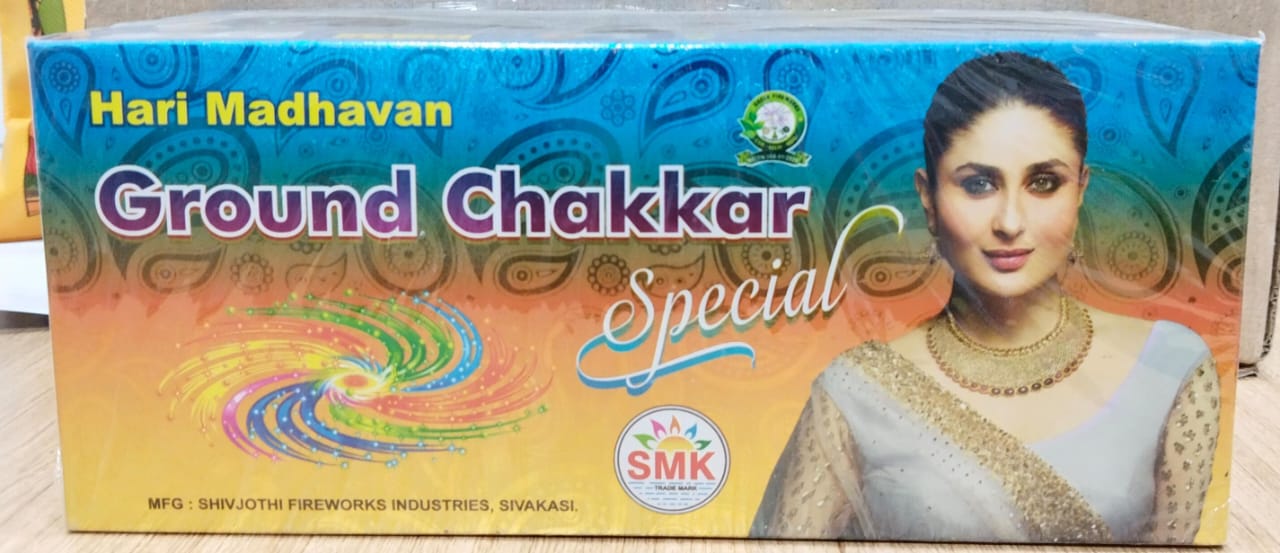 Hari Madhavan
Ground Chakkar
Special
SMK
TRADE MARK
MFG : SHIVJOTHI FIREWORKS INDUSTRIES, SIVAKASI.